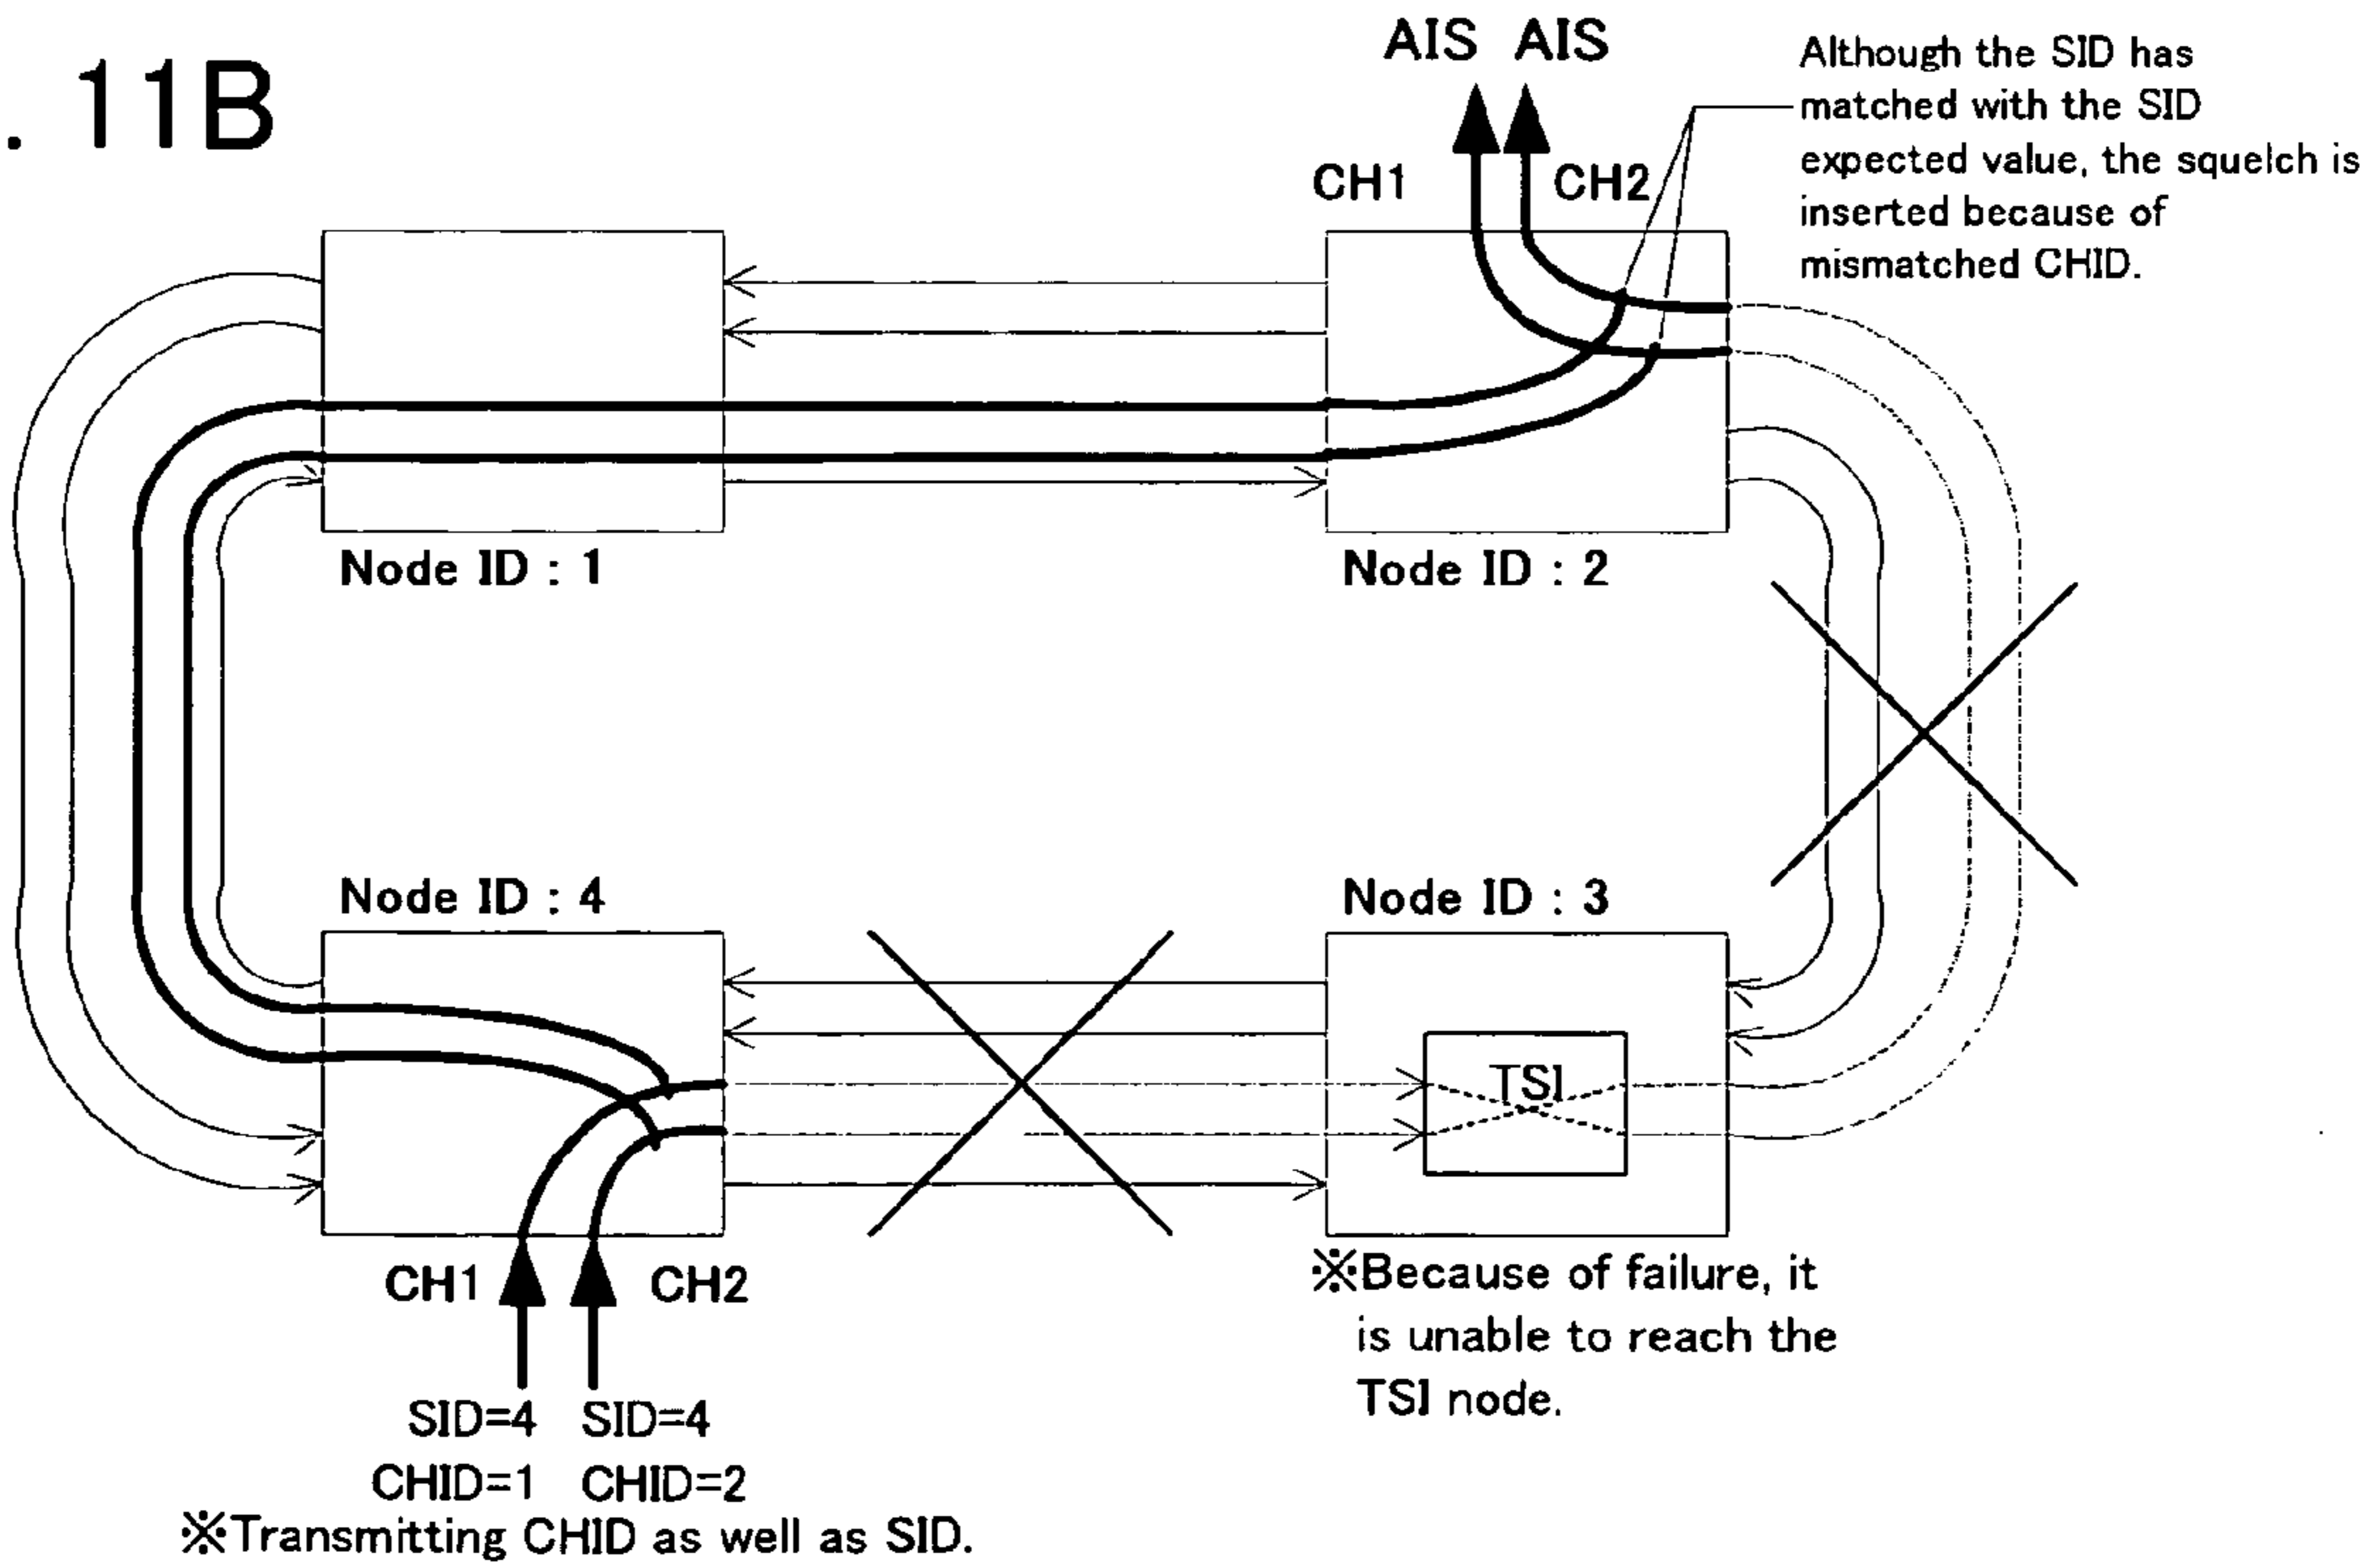 . 11B
AIS AIS
Although the SID has
matched with the SID
expected value, the squelch is
inserted because of
mismatched CHID.
CH1 CH2
Node ID : 1
Node ID : 2
Node ID : 4
Node ID : 3
TSI
CH1 CH2
※Because of failure, it
is unable to reach the
TSI node.
SID=4 SID=4
CHID=1 CHID=2
※Transmitting CHID as well as SID.